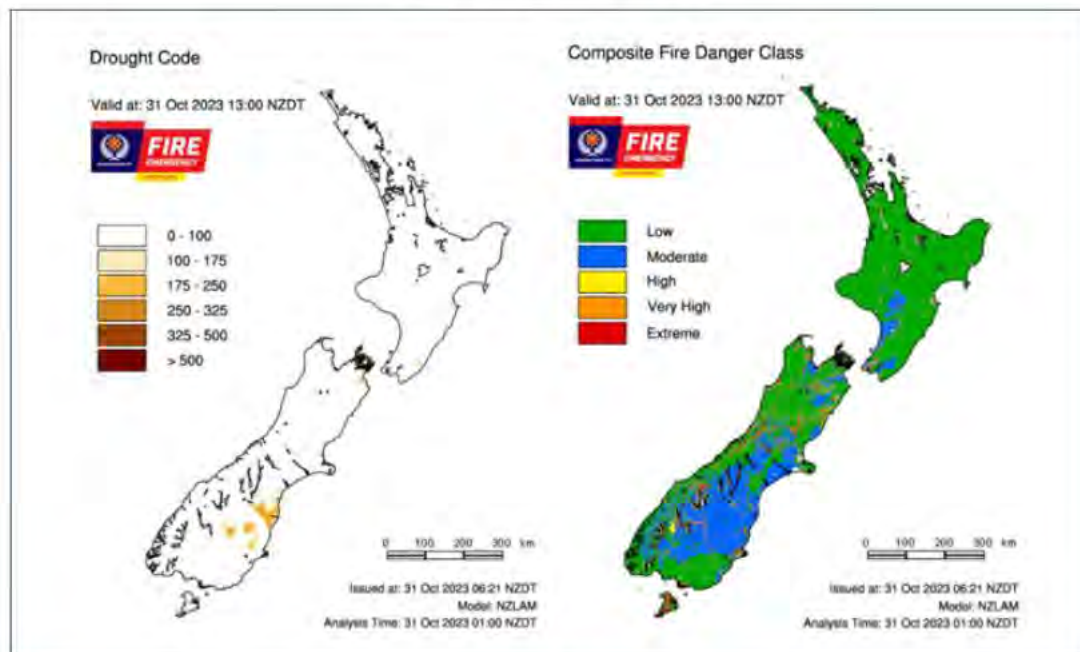 Drought Code
Valid at: 31 Oct 2023 13:00 NZDT
FIRE
EMERGENCY
0 - 100
100 - 175
175 - 250
250 - 325
325 - 500
> 500
0 100 200 300 km
Issued at: 31 Oct 2023 06:21 NZDT
Model: NZLAM
Analysis Time: 31 Oct 2023 01:00 NZDT
Composite Fire Danger Class
Valid at: 31 Oct 2023 13:00 NZDT
FIRE
EMERGENCY
Low
Moderate
High
Very High
Extreme
0 100 200 300 km
Issued at: 31 Oct 2023 06:21 NZDT
Model: NZLAM
Analysis Time: 31 Oct 2023 01:00 NZDT